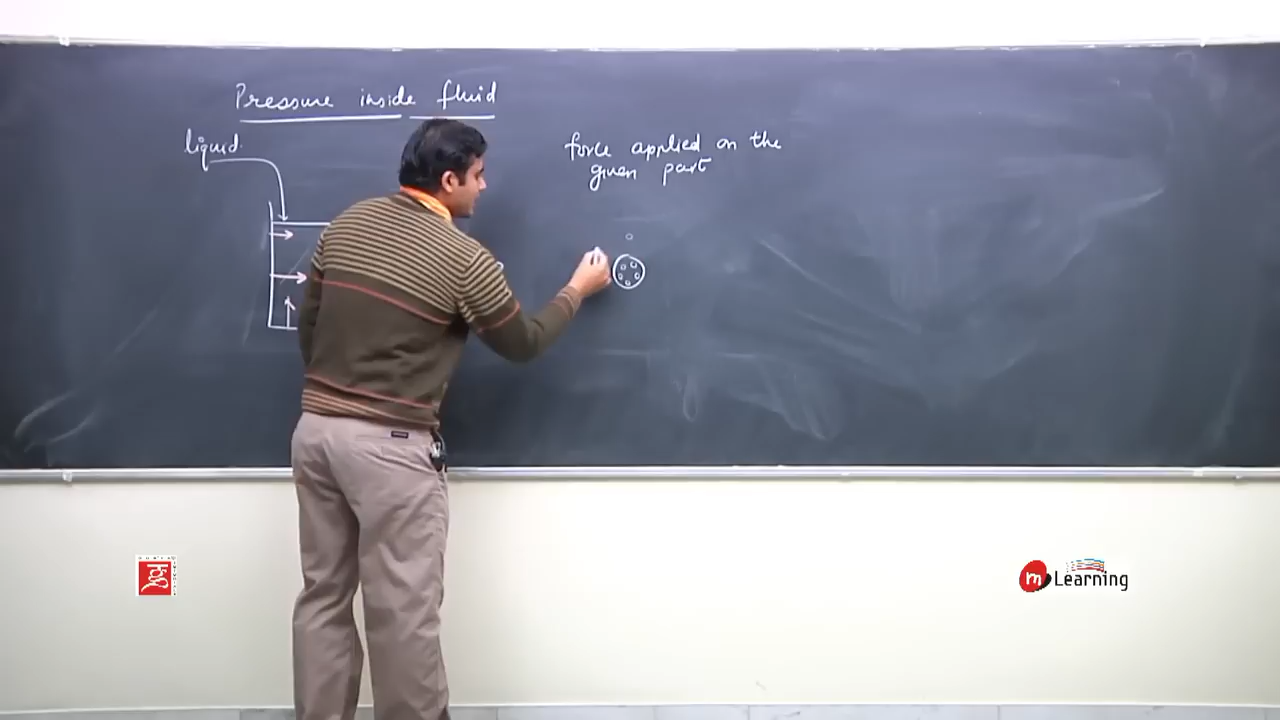 Pressure inside fluid
liquid.
force applied on the
given part
m Learning